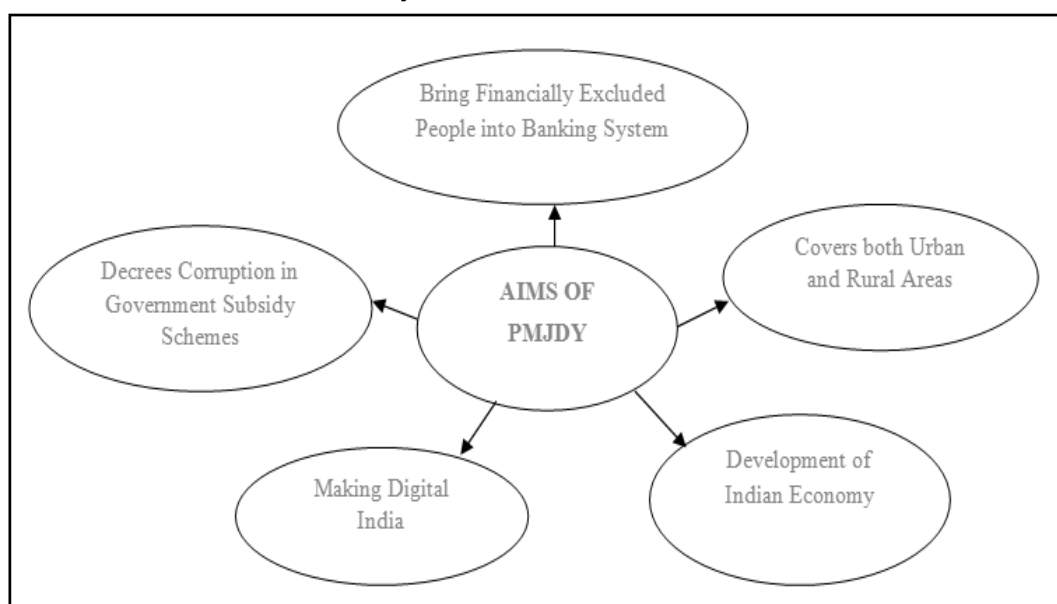 Bring Financially Excluded
People into Banking System
Decrees Corruption in
Government Subsidy
Schemes
AIMS OF
PMJDY
Covers both Urban
and Rural Areas
Making Digital
India
Development of
Indian Economy